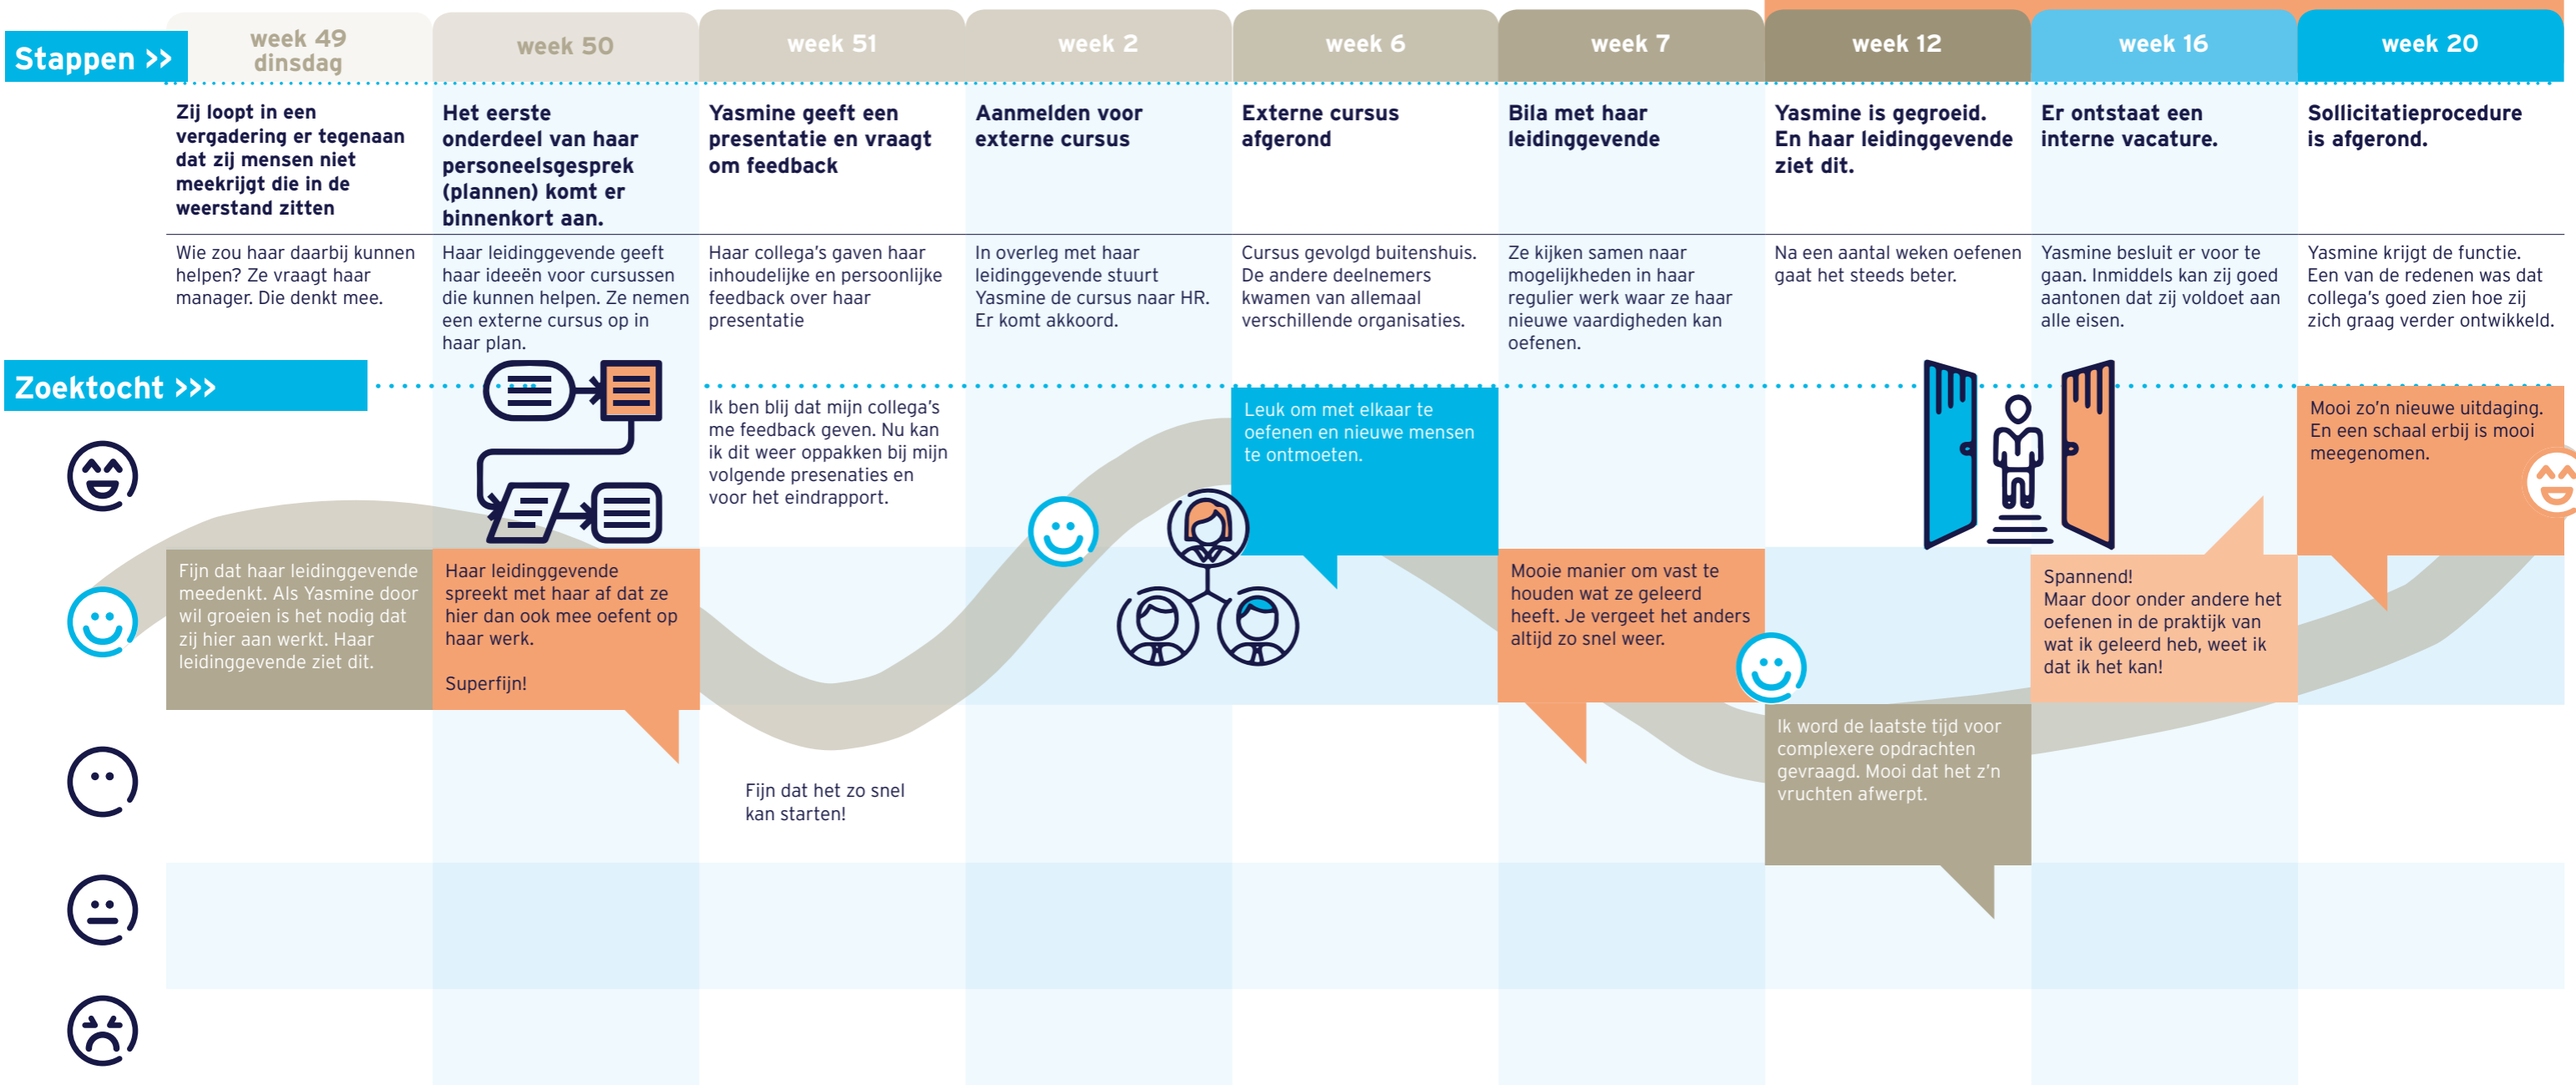 Stappen >>
week 49
dinsdag
week 50
week 51
week 2
week 6
week 7
week 12
week 16
week 20
Zij loopt in een
vergadering er tegenaan
dat zij mensen niet
meekrijgt die in de
weerstand zitten
Het eerste
onderdeel van haar
personeelsgesprek
(plannen) komt er
binnenkort aan.
Yasmine geeft een
presentatie en vraagt
om feedback
Aanmelden voor
externe cursus
Externe cursus
afgerond
Bila met haar
leidinggevende
Yasmine is gegroeid.
En haar leidinggevende
ziet dit.
Er ontstaat een
interne vacature.
Sollicitatieprocedure
is afgerond.
Wie zou haar daarbij kunnen
helpen? Ze vraagt haar
manager. Die denkt mee.
Haar leidinggevende geeft
haar ideeën voor cursussen
die kunnen helpen. Ze nemen
een externe cursus op in
haar plan.
Haar collega's gaven haar
inhoudelijke en persoonlijke
feedback over haar
presentatie
In overleg met haar
leidinggevende stuurt
Yasmine de cursus naar HR.
Er komt akkoord.
Cursus gevolgd buitenshuis.
De andere deelnemers
kwamen van allemaal
verschillende organisaties.
Ze kijken samen naar
mogelijkheden in haar
regulier werk waar ze haar
nieuwe vaardigheden kan
oefenen.
Na een aantal weken oefenen
gaat het steeds beter.
Yasmine besluit er voor te
gaan. Inmiddels kan zij goed
aantonen dat zij voldoet aan
alle eisen.
Yasmine krijgt de functie.
Een van de redenen was dat
collega's goed zien hoe zij
zich graag verder ontwikkeld.
Zoektocht >>>
Fijn dat haar leidinggevende
meedenkt. Als Yasmine door
wil groeien is het nodig dat
zij hier aan werkt. Haar
leidinggevende ziet dit.
Haar leidinggevende
spreekt met haar af dat ze
hier dan ook mee oefent op
haar werk.
Superfijn!
Ik ben blij dat mijn collega's
me feedback geven. Nu kan
ik dit weer oppakken bij mijn
volgende presenaties en
voor het eindrapport.
Fijn dat het zo snel
kan starten!
Leuk om met elkaar te
oefenen en nieuwe mensen
te ontmoeten.
Mooie manier om vast te
houden wat ze geleerd
heeft. Je vergeet het anders
altijd zo snel weer.
Ik word de laatste tijd voor
complexere opdrachten
gevraagd. Mooi dat het z'n
vruchten afwerpt.
Spannend!
Maar door onder andere het
oefenen in de praktijk van
wat ik geleerd heb, weet ik
dat ik het kan!
Mooi zo'n nieuwe uitdaging.
En een schaal erbij is mooi
meegenomen.